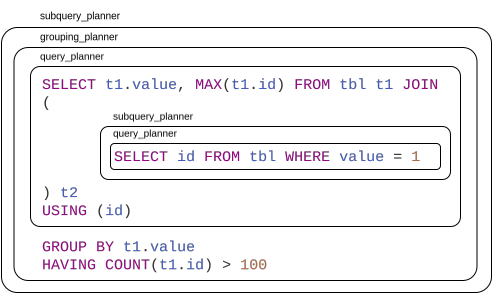 subquery_planner
grouping_planner
query_planner
SELECT t1.value, MAX(t1.id) FROM tbl t1 JOIN
(
subquery_planner
query_planner
SELECT id FROM tbl WHERE value = 1
) t2
USING (id)
GROUP BY t1.value
HAVING COUNT(t1.id) > 100